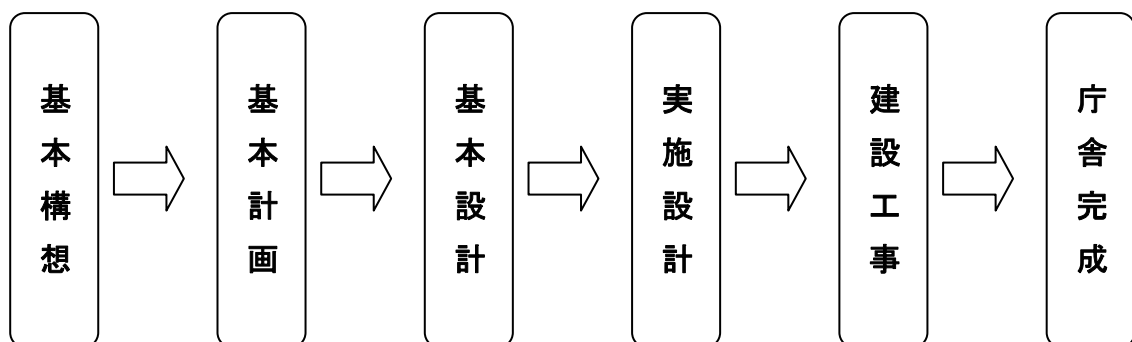 基本構想
基本計画
基本設計
実施設計
建設工事
庁舎完成